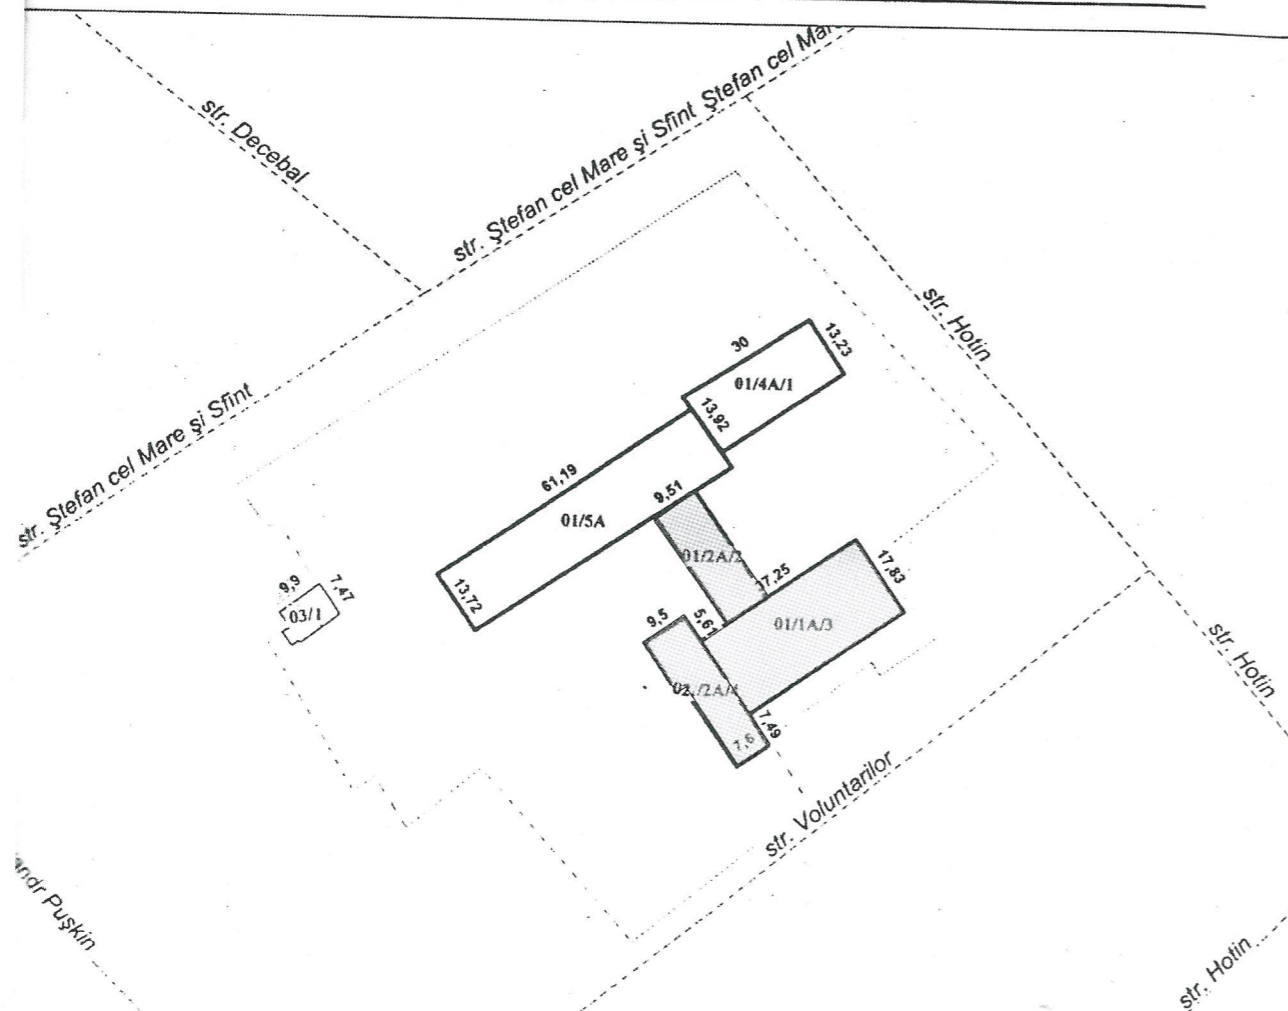 str. Decebal
str. Ştefan cel Mare şi Sfînt Ştefan cel Mare
str. Hotin
30
13,23
01/4A/1
13,92
str. Ştefan cel Mare şi Sfînt
61,19
9,51
01/5A
01/2A/2
13,72
9,9
7,47
03/1
17,83
5,61
9,5
01/1A/3
7,49
7,6
str. Hotin
str. Voluntarilor
Puşkin
str. Hotin